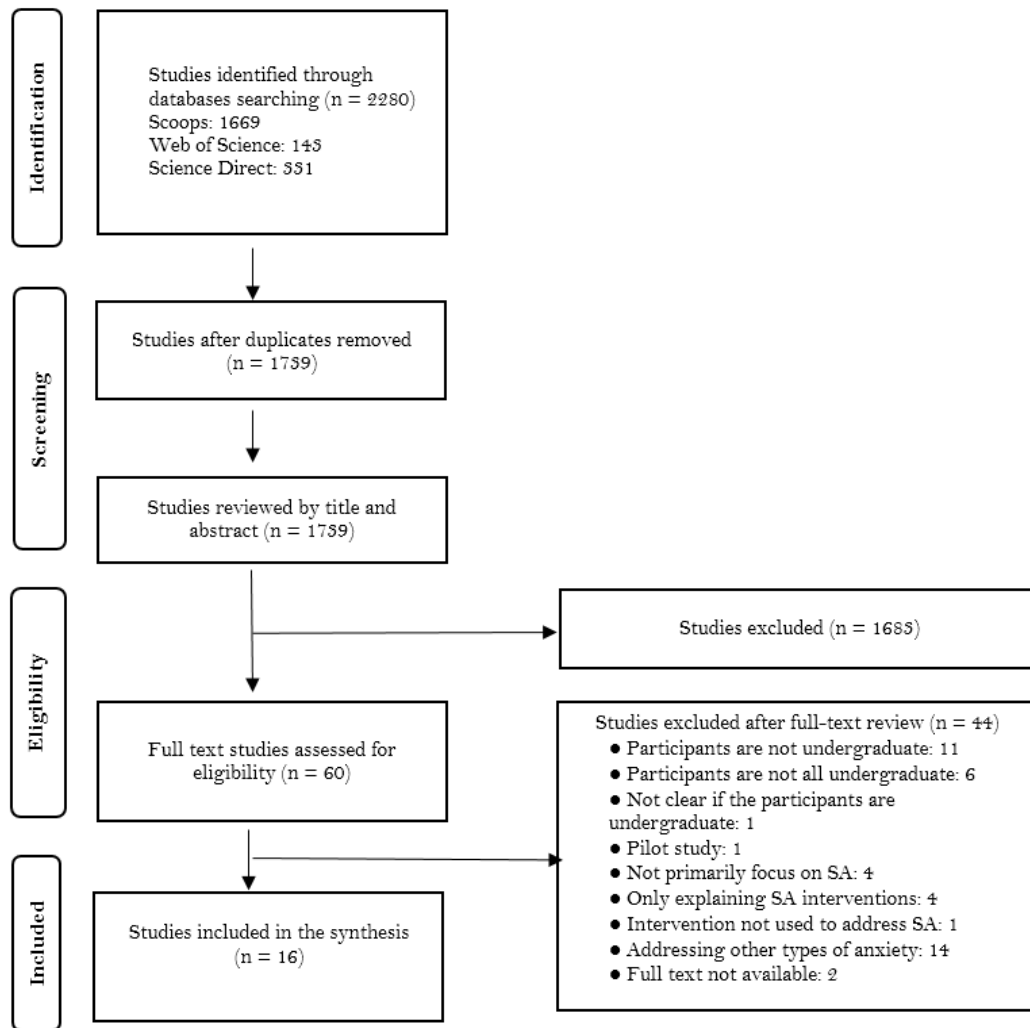 Identification
Studies identified through
databases searching (n = 2280)
Scoops: 1669
Web of Science: 143
Science Direct: 331
Screening
Studies after duplicates removed
(n = 1739)
Studies reviewed by title and
abstract (n = 1739)
Eligibility
Studies excluded (n = 1683)
Full text studies assessed for
eligibility (n = 60)
Studies excluded after full-text review (n = 44)
● Participants are not undergraduate: 11
● Participants are not all undergraduate: 6
● Not clear if the participants are
undergraduate: 1
● Pilot study: 1
● Not primarily focus on SA: 4
● Only explaining SA interventions: 4
● Intervention not used to address SA: 1
● Addressing other types of anxiety: 14
● Full text not available: 2
Included
Studies included in the synthesis
(n = 16)